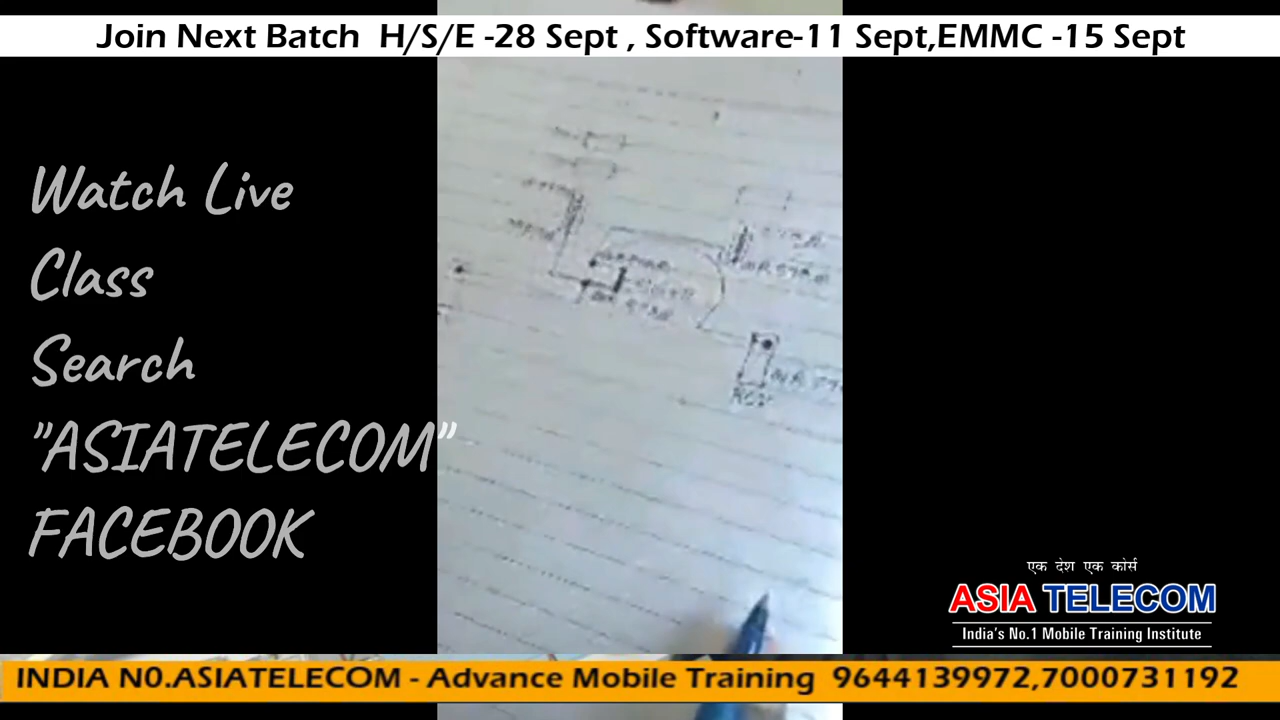 Join Next Batch H/S/E -28 Sept , Software-11 Sept,EMMC -15 Sept
Watch Live
Class
Search
"ASIATELECOM"
FACEBOOK
एक देश एक कोर्स
ASIA TELECOM
India's No.1 Mobile Training Institute
INDIA N0.ASIATELECOM - Advance Mobile Training 9644139972,7000731192